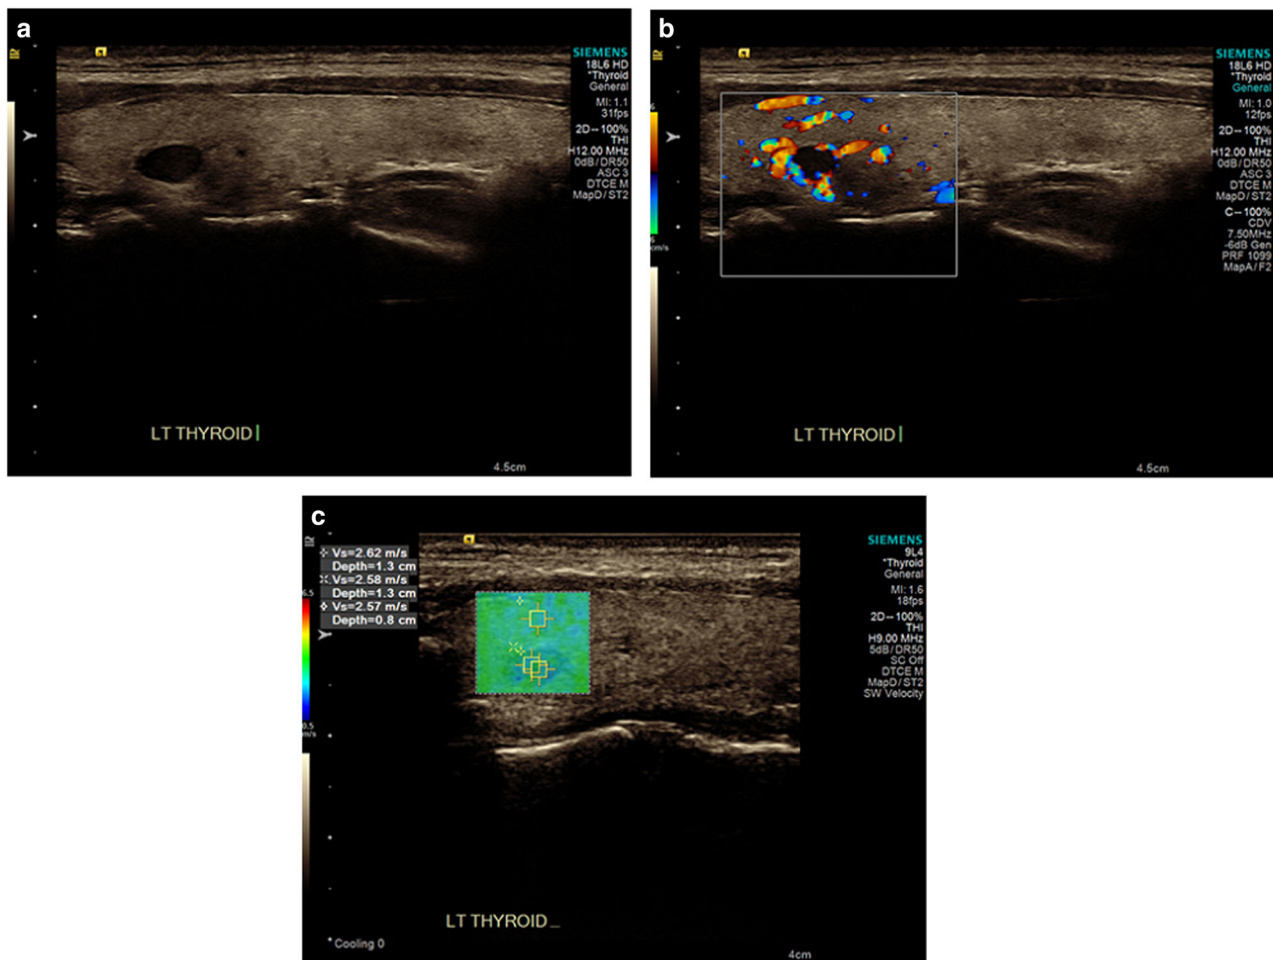 a
SIEMENS
18L6 HD
*Thyroid
General
MI: 1.1
31fps
2D--100%
THI
H12.00 MHz
0dB/DR50
ASC 3
DTCE M
MapD/ST2
LT THYROID
4.5cm
b
SIEMENS
18L6 HD
*Thyroid
General
MI: 1.0
12fps
2D--100%
THI
H12.00 MHz
0dB/DR50
ASC 3
DTCE M
MapD/ST2
C--100%
CDV
7.50MHz
-6dB Gen
PRF 1099
MapA/F2
cm/s
LT THYROID
4.5cm
c
Vs=2.62 m/s
Depth=1.3 cm
Vs=2.58 m/s
Depth=1.3 cm
Vs=2.57 m/s
Depth=0.8 cm
6.5
0.5
m/s
SIEMENS
9L4
*Thyroid
General
MI: 1.6
18fps
2D--100%
THI
H9.00 MHz
5dB/DR50
SC Off
DTCE M
MapD/ST2
SW Velocity
LT THYROID_
Cooling 0
4cm